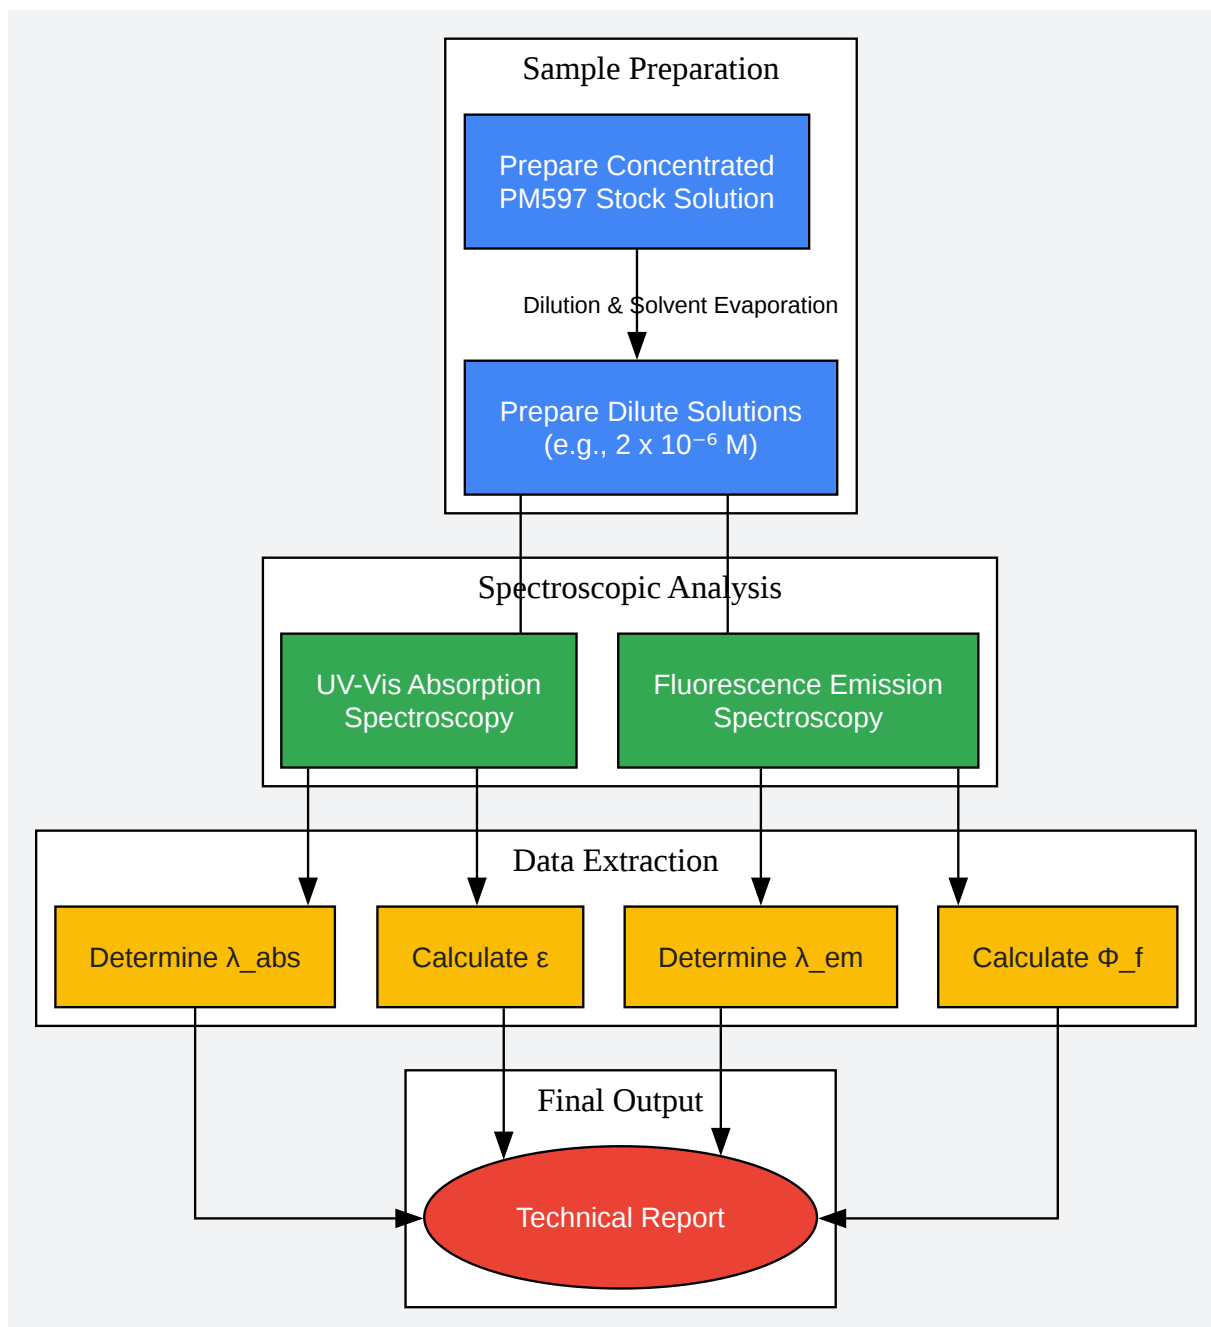 Sample Preparation
Prepare Concentrated
PM597 Stock Solution
Dilution & Solvent Evaporation
Prepare Dilute Solutions
(e.g., 2 x 10⁻⁶ M)
Spectroscopic Analysis
UV-Vis Absorption
Spectroscopy
Fluorescence Emission
Spectroscopy
Data Extraction
Determine λ_abs
Calculate ε
Determine λ_em
Calculate Φ_f
Final Output
Technical Report